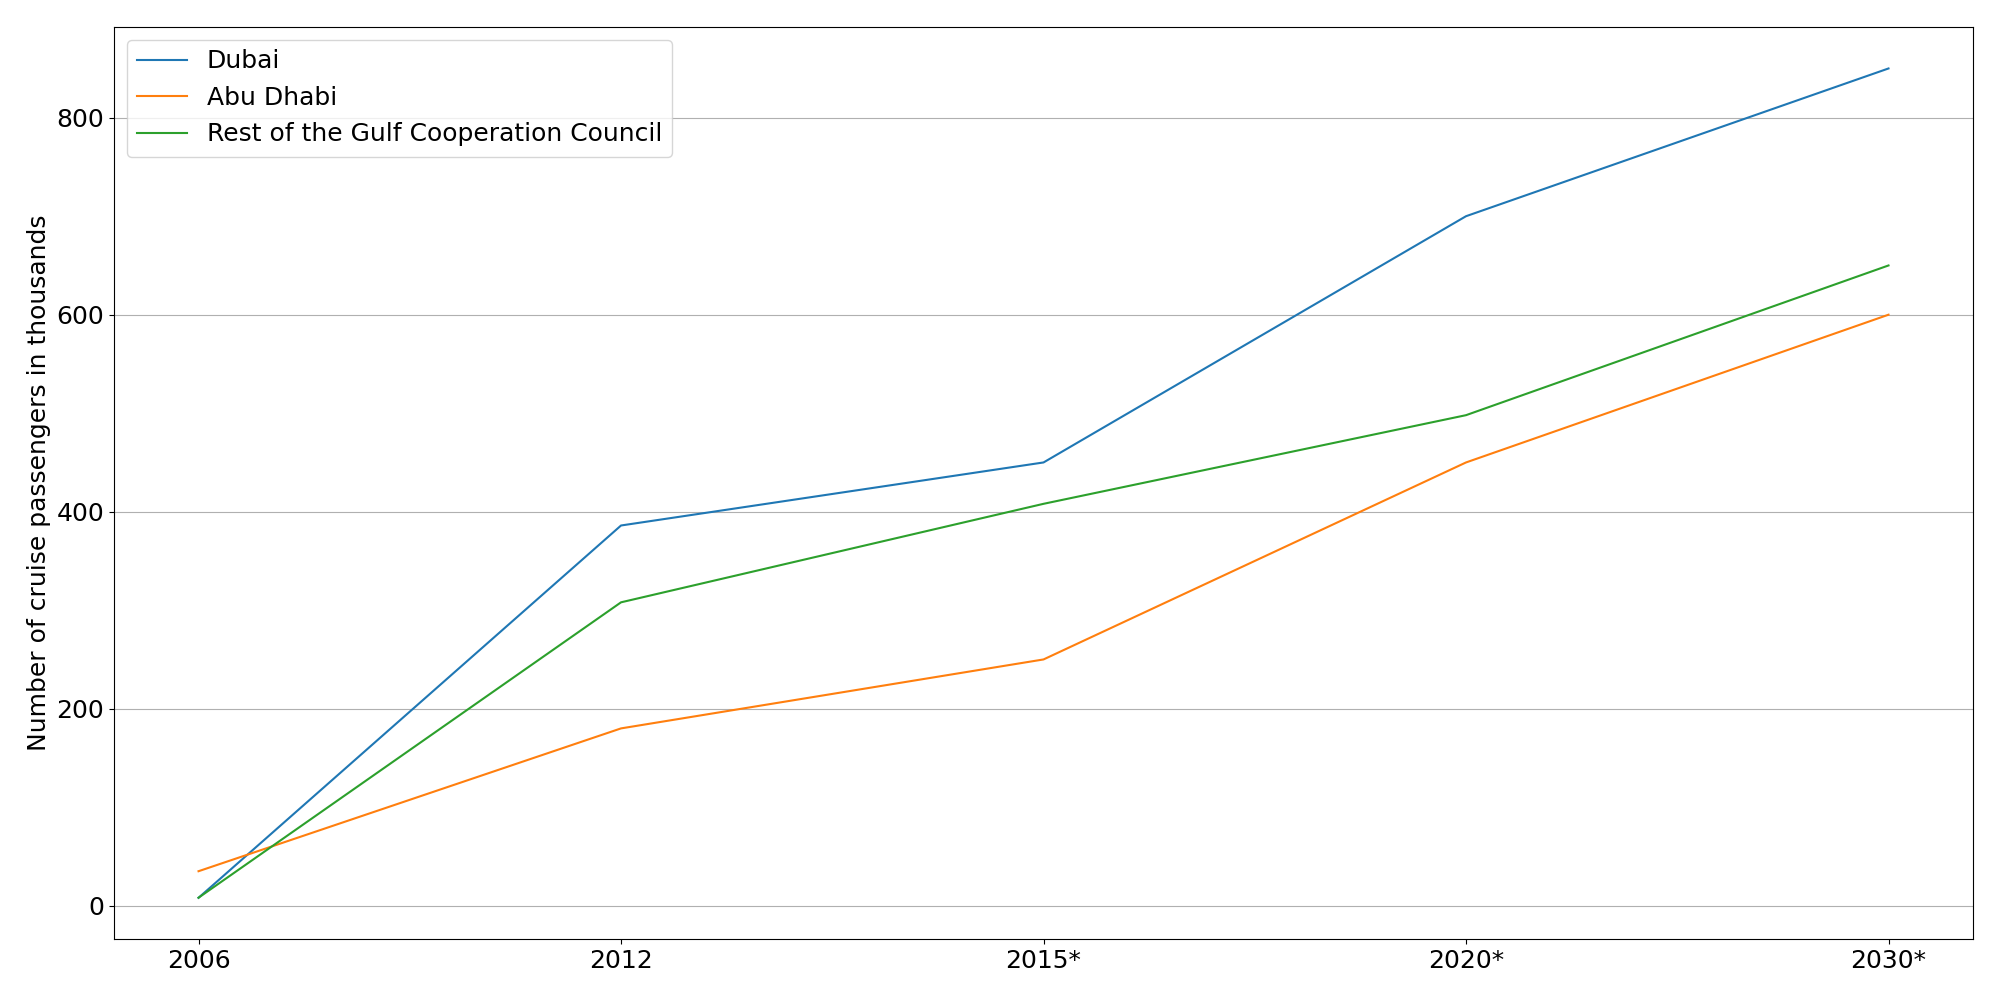 Dubai
Abu Dhabi
Rest of the Gulf Cooperation Council
Number of cruise passengers in thousands
800
600
400
200
0
2006
2012
2015*
2020*
2030*